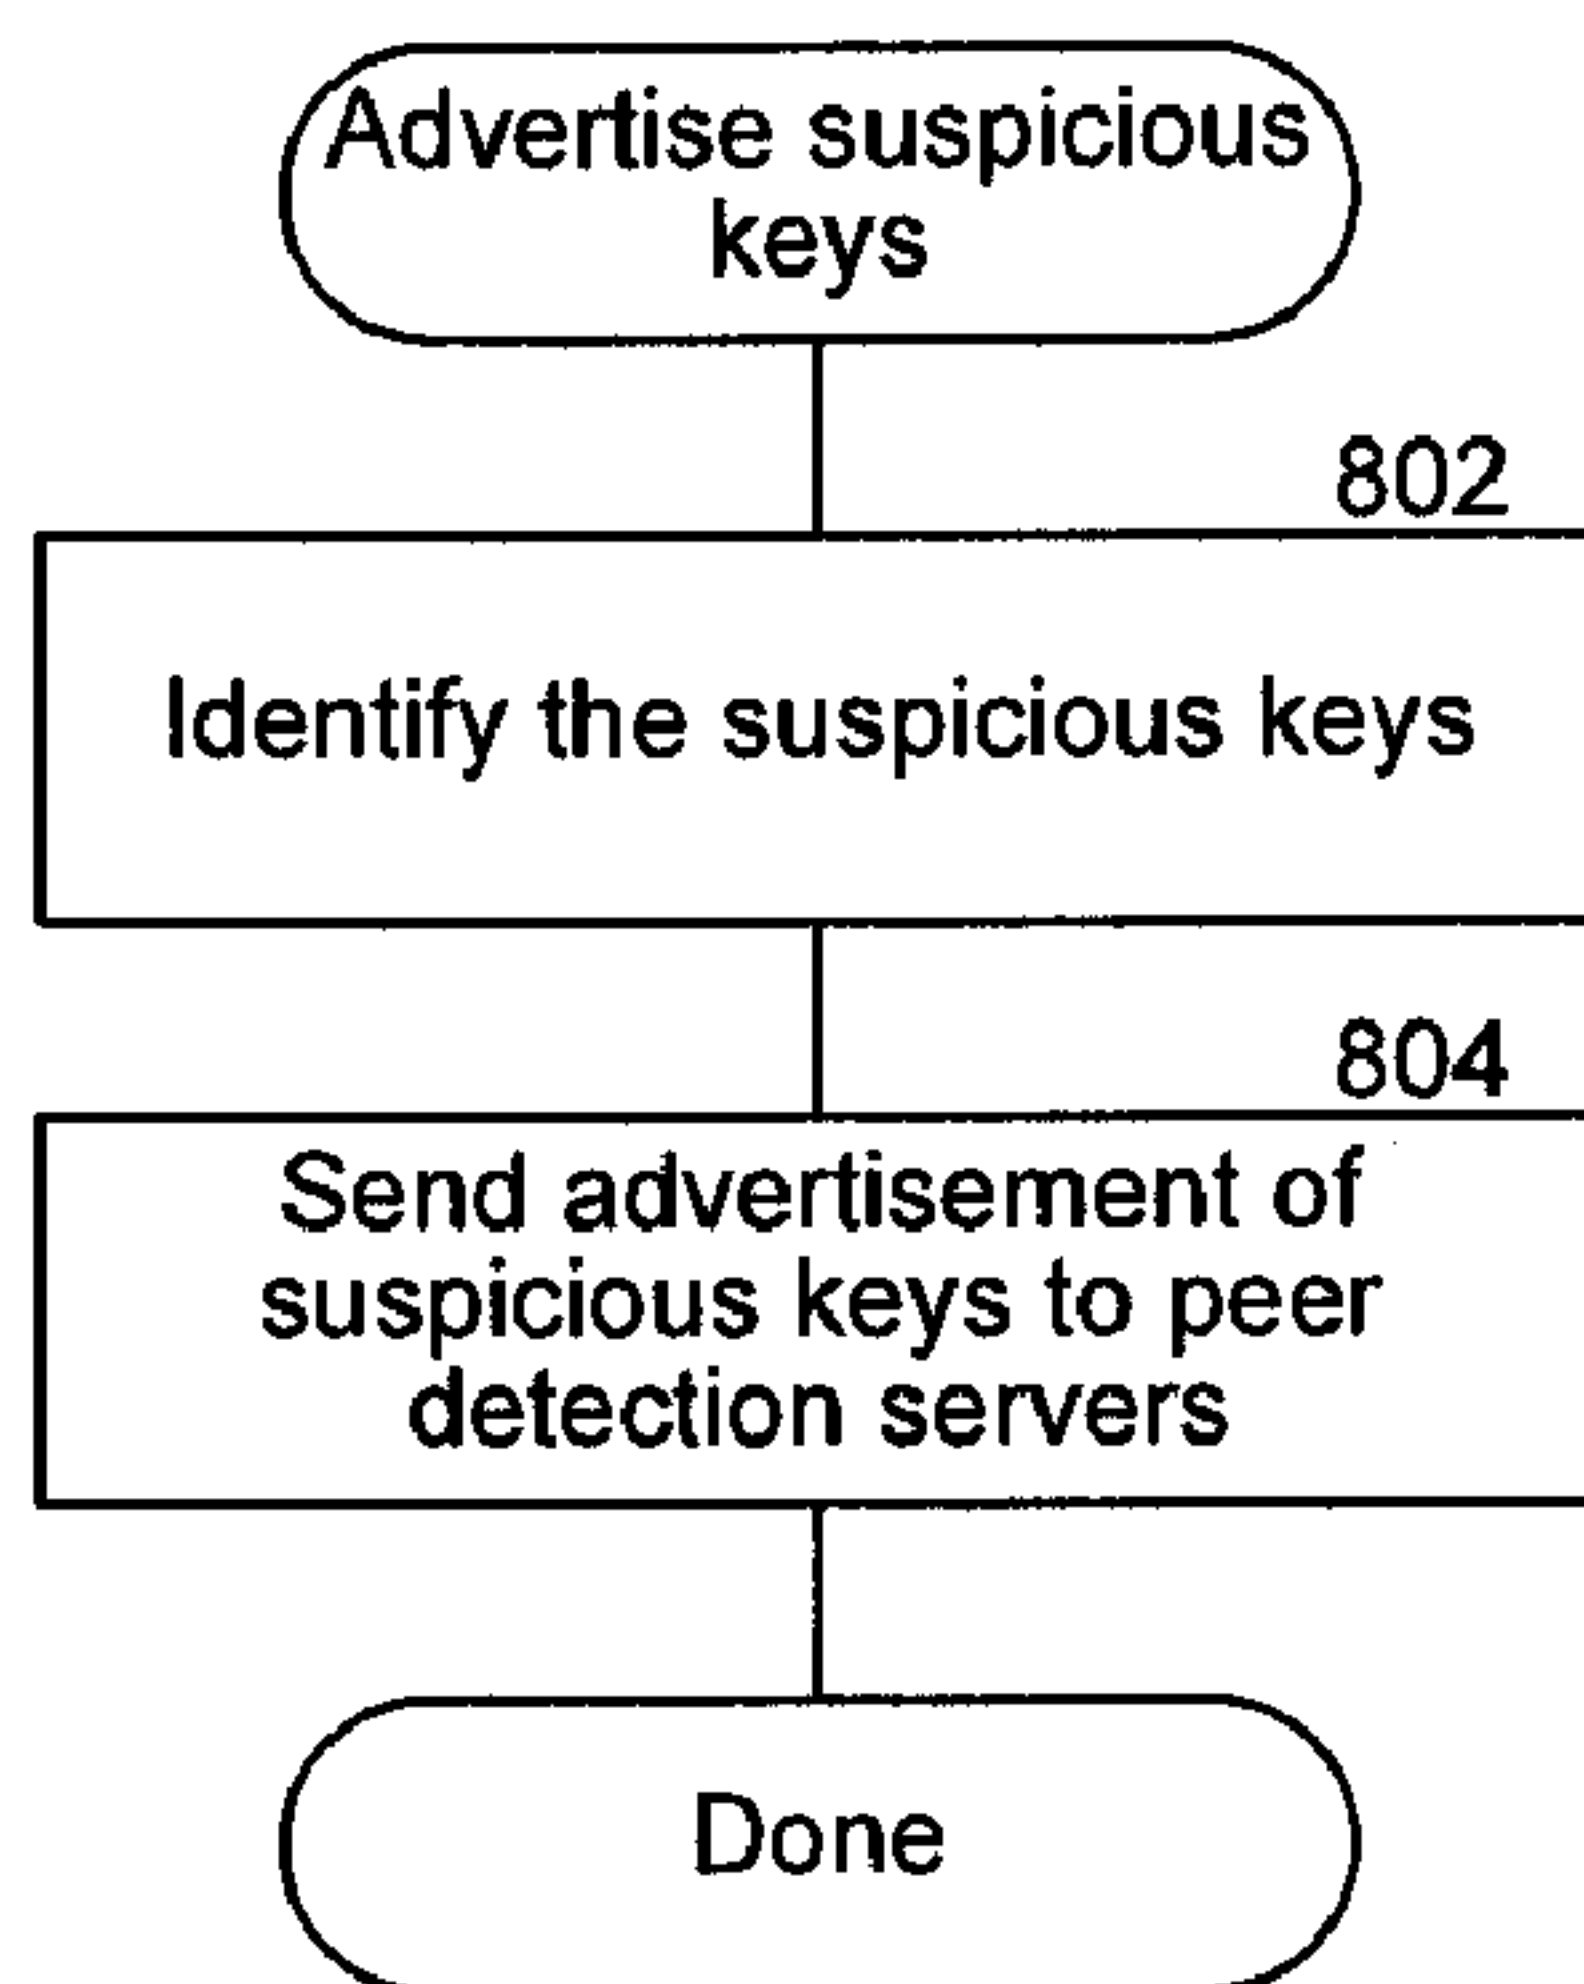 Advertise suspicious
keys
802
Identify the suspicious keys
804
Send advertisement of
suspicious keys to peer
detection servers
Done